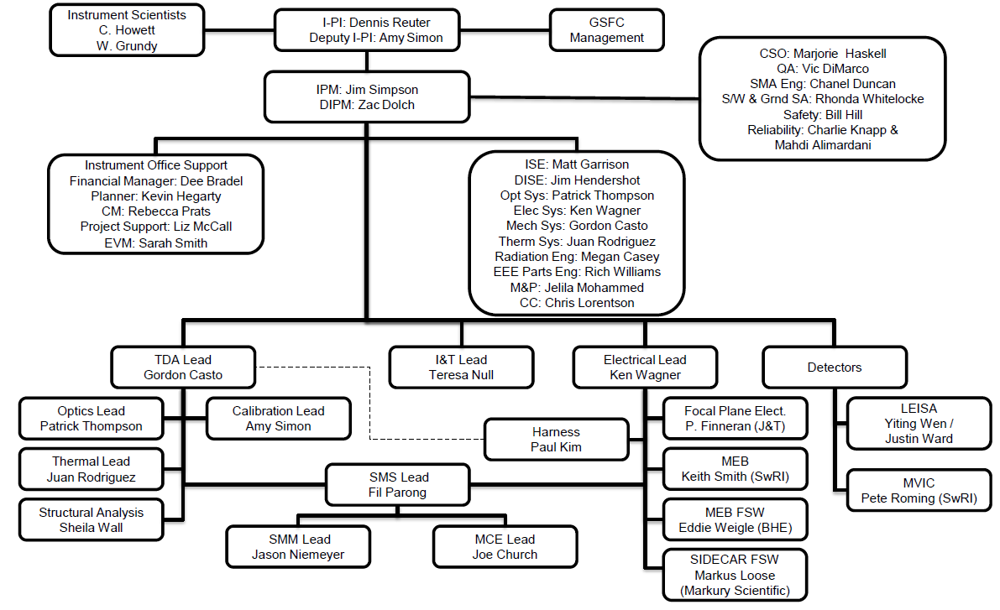 Instrument Scientists
C. Howett
W. Grundy
I-PI: Dennis Reuter
Deputy I-PI: Amy Simon
GSFC
Management
CSO: Marjorie Haskell
QA: Vic DiMarco
SMA Eng: Chanel Duncan
S/W & Grnd SA: Rhonda Whitelocke
Safety: Bill Hill
Reliability: Charlie Knapp &
Mahdi Alimardani
IPM: Jim Simpson
DIPM: Zac Dolch
Instrument Office Support
Financial Manager: Dee Bradel
Planner: Kevin Hegarty
CM: Rebecca Prats
Project Support: Liz McCall
EVM: Sarah Smith
ISE: Matt Garrison
DISE: Jim Hendershot
Opt Sys: Patrick Thompson
Elec Sys: Ken Wagner
Mech Sys: Gordon Casto
Therm Sys: Juan Rodriguez
Radiation Eng: Megan Casey
EEE Parts Eng: Rich Williams
M&P: Jelila Mohammed
CC: Chris Lorentson
TDA Lead
Gordon Casto
I&T Lead
Teresa Null
Electrical Lead
Ken Wagner
Detectors
Optics Lead
Patrick Thompson
Calibration Lead
Amy Simon
Thermal Lead
Juan Rodriguez
Structural Analysis
Sheila Wall
SMS Lead
Fil Parong
SMM Lead
Jason Niemeyer
MCE Lead
Joe Church
Harness
Paul Kim
Focal Plane Elect.
P. Finneran (J&T)
MEB
Keith Smith (SwRI)
MEB FSW
Eddie Weigle (BHE)
SIDECAR FSW
Markus Loose
(Markury Scientific)
LEISA
Yiting Wen /
Justin Ward
MVIC
Pete Roming (SwRI)